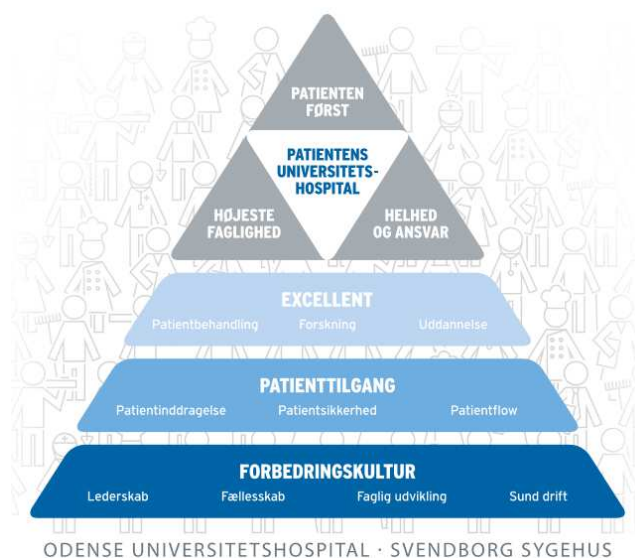 PATIENTEN
FØRST
PATIENTENS
UNIVERSITETS-
HOSPITAL
HØJESTE
FAGLIGHED
HELHED
OG ANSVAR
EXCELLENT
Patientbehandling Forskning Uddannelse
PATIENTTILGANG
Patientinddragelse Patientsikkerhed Patientflow
FORBEDRINGSKULTUR
Lederskab Fællesskab Faglig udvikling Sund drift
ODENSE UNIVERSITETSHOSPITAL · SVENDBORG SYGEHUS